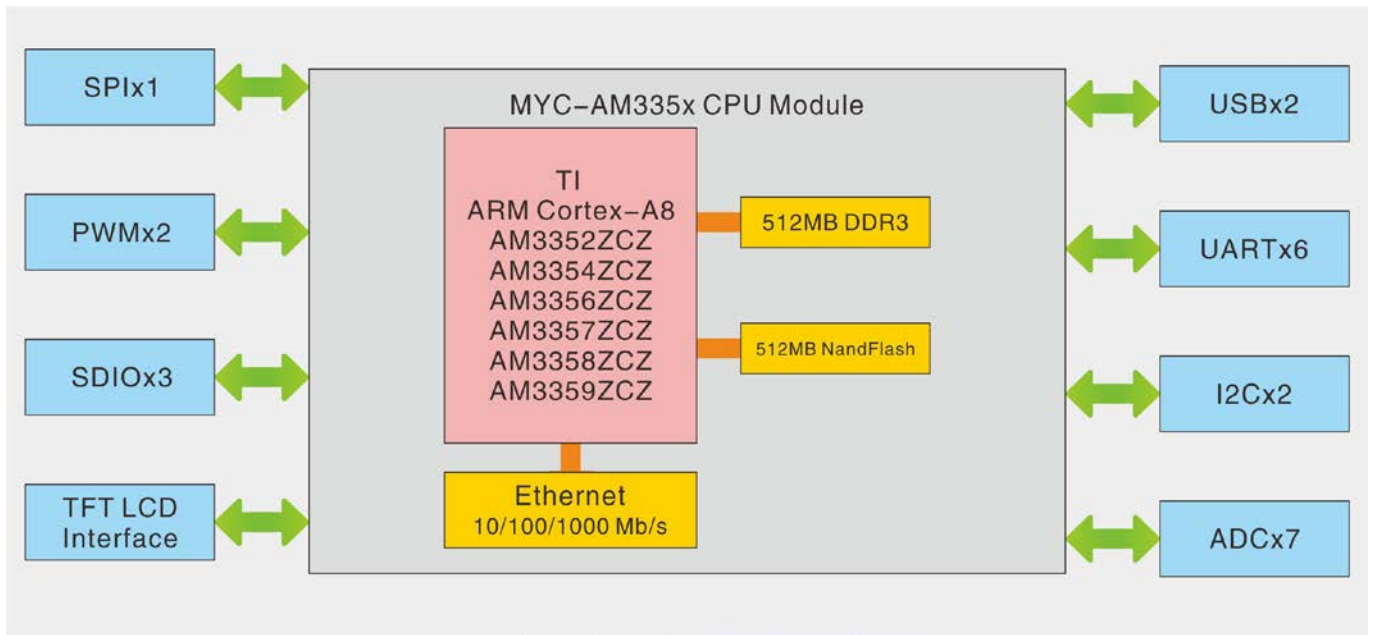 SPIx1
PWMx2
SDIOx3
TFT LCD
Interface
MYC-AM335x CPU Module
TI
ARM Cortex-A8
AM3352ZCZ
AM3354ZCZ
AM3356ZCZ
AM3357ZCZ
AM3358ZCZ
AM3359ZCZ
512MB DDR3
512MB NandFlash
Ethernet
10/100/1000 Mb/s
USBx2
UARTx6
I2Cx2
ADCx7